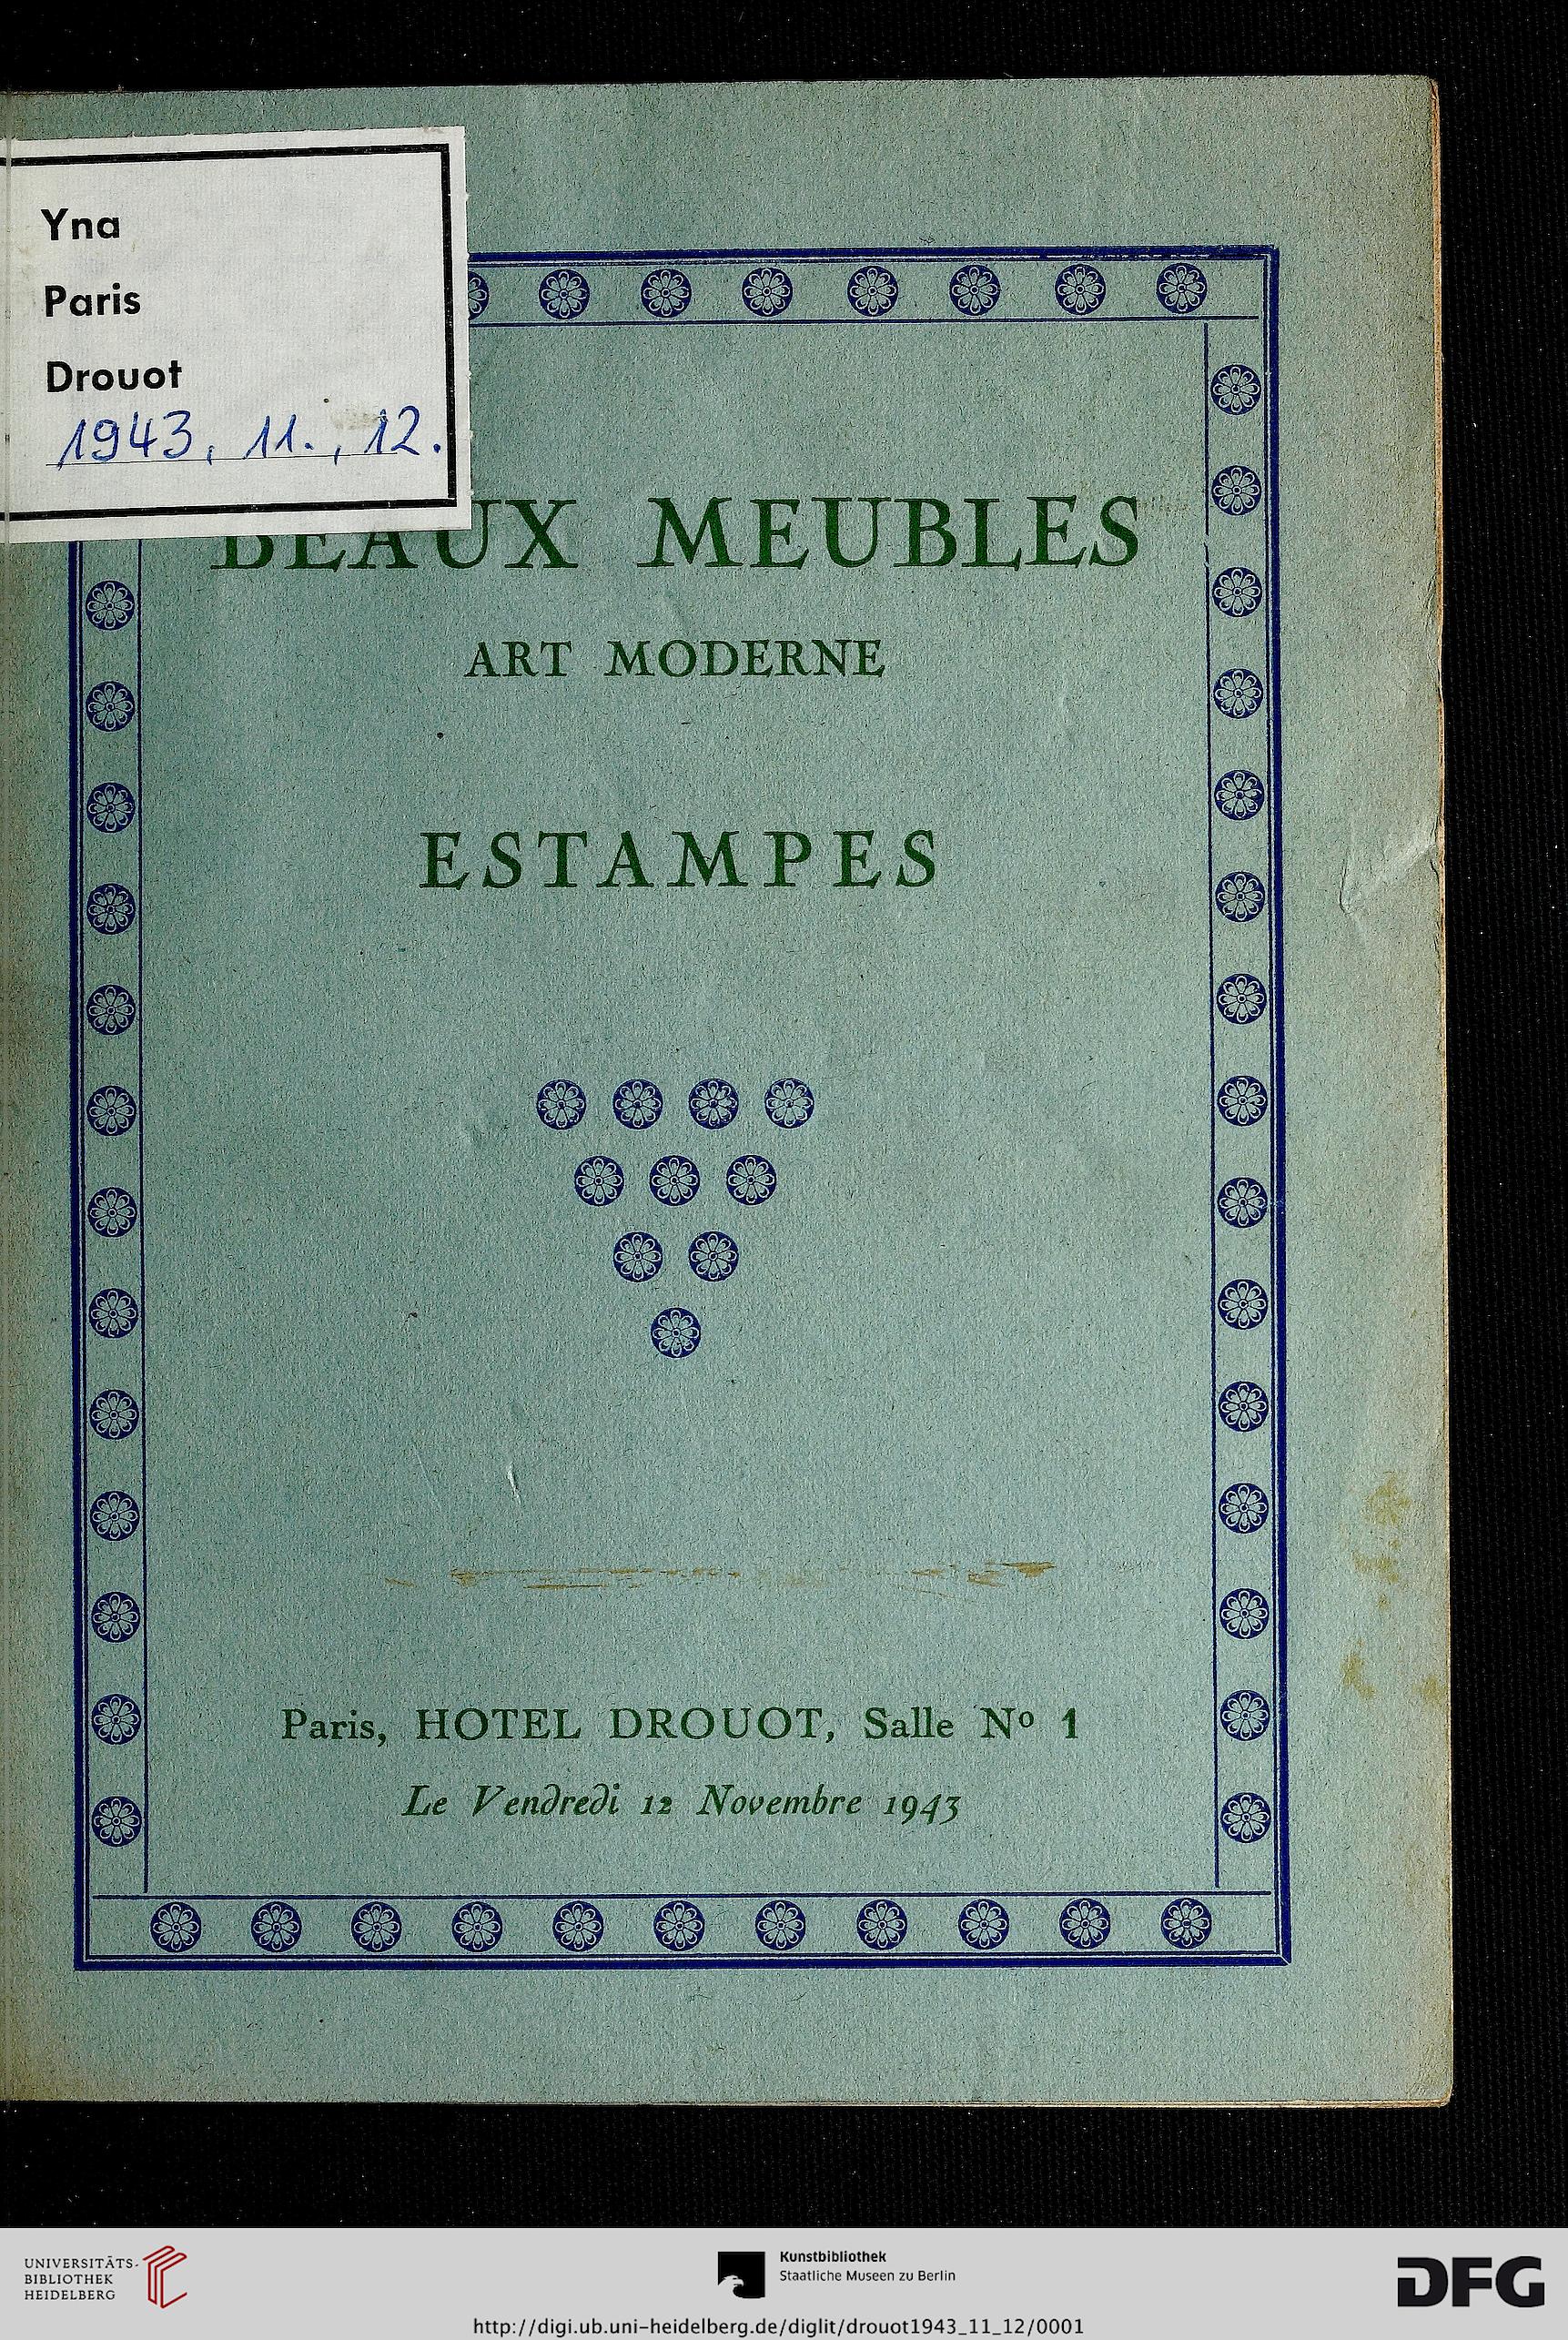 Yna
Paris
Drouot
1943, 11., 12.
BEAUX MEUBLES
ART MODERNE
ESTAMPES
Paris, HOTEL DROUOT, Salle Nº 1
Le Vendredi 12 Novembre 1943
UNIVERSITÄTS-
BIBLIOTHEK
HEIDELBERG
Kunstbibliothek
Staatliche Museen zu Berlin
DFG
http://digi.ub.uni-heidelberg.de/diglit/drouot1943_11_12/0001